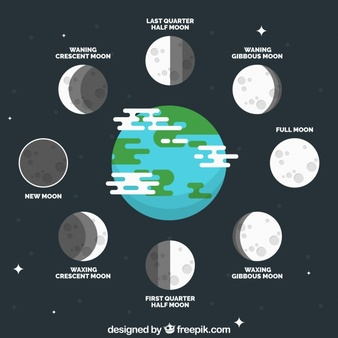 LAST QUARTER
HALF MOON
WANING
CRESCENT MOON
WANING
GIBBOUS MOON
FULL MOON
NEW MOON
WAXING
CRESCENT MOON
WAXING
GIBBOUS MOON
FIRST QUARTER
HALF MOON
designed by freepik.com